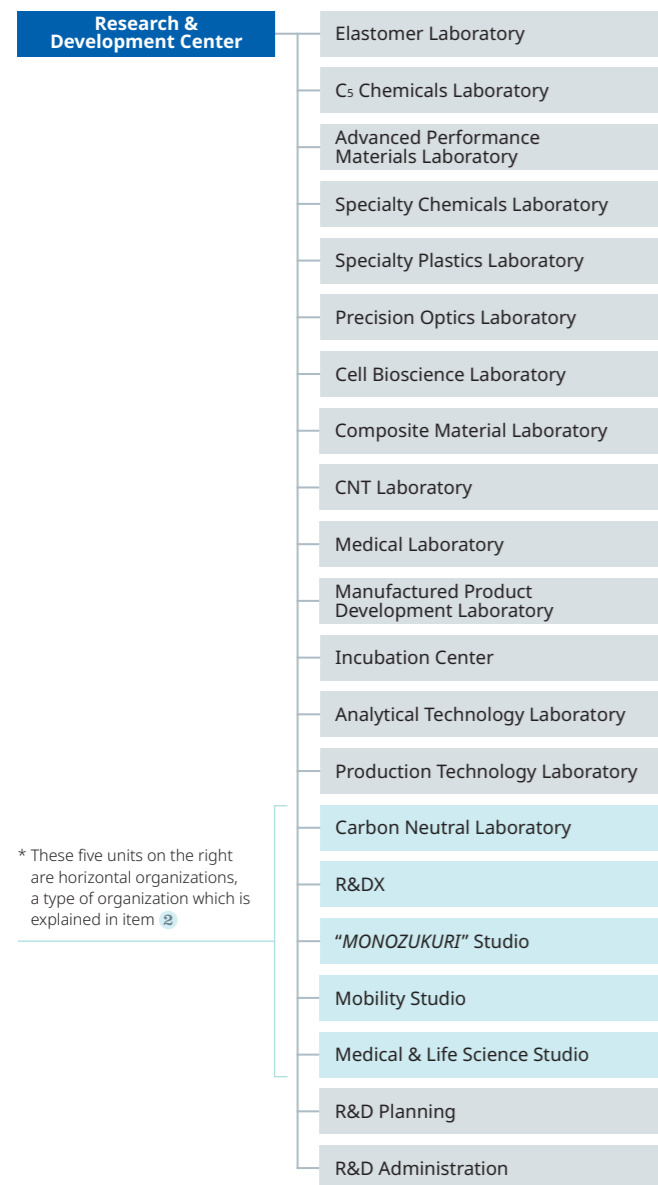 Research &
Development Center
Elastomer Laboratory
C₅ Chemicals Laboratory
Advanced Performance
Materials Laboratory
Specialty Chemicals Laboratory
Specialty Plastics Laboratory
Precision Optics Laboratory
Cell Bioscience Laboratory
Composite Material Laboratory
CNT Laboratory
Medical Laboratory
Manufactured Product
Development Laboratory
Incubation Center
Analytical Technology Laboratory
Production Technology Laboratory
* These five units on the right
are horizontal organizations,
a type of organization which is
explained in item 2
Carbon Neutral Laboratory
R&DX
“MONOZUKURI” Studio
Mobility Studio
Medical & Life Science Studio
R&D Planning
R&D Administration